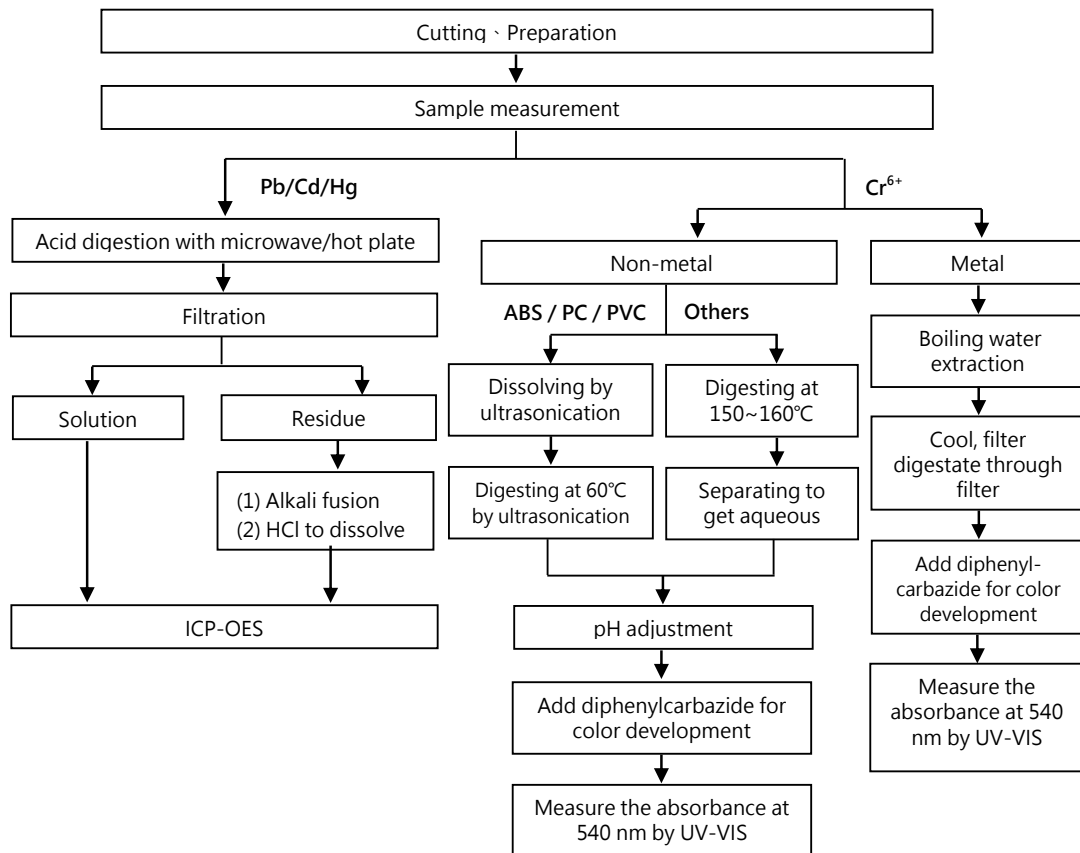 Cutting、Preparation
Sample measurement
Pb/Cd/Hg
Cr⁶⁺
Acid digestion with microwave/hot plate
Filtration
Solution
Residue
(1) Alkali fusion
(2) HCl to dissolve
ICP-OES
Non-metal
ABS / PC / PVC
Others
Dissolving by
ultrasonication
Digesting at 60℃
by ultrasonication
Digesting at
150~160℃
Separating to
get aqueous
pH adjustment
Add diphenylcarbazide for
color development
Measure the absorbance at
540 nm by UV-VIS
Metal
Boiling water
extraction
Cool, filter
digestate through
filter
Add diphenyl-
carbazide for color
development
Measure the
absorbance at 540
nm by UV-VIS